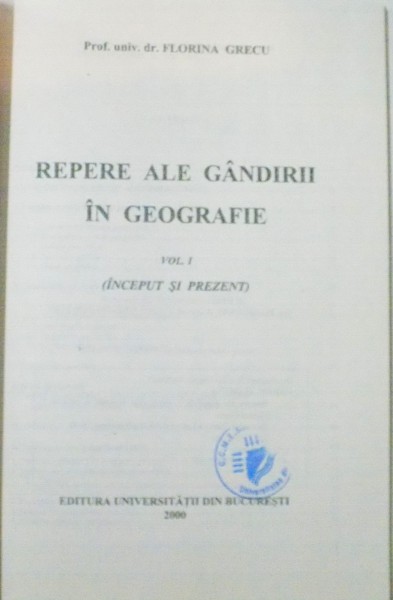 Prof. univ. dr. FLORINA GRECU
REPERE ALE GÂNDIRII
ÎN GEOGRAFIE
VOL. I
(ÎNCEPUT ŞI PREZENT)
EDITURA UNIVERSITĂŢII DIN BUCUREŞTI
2000